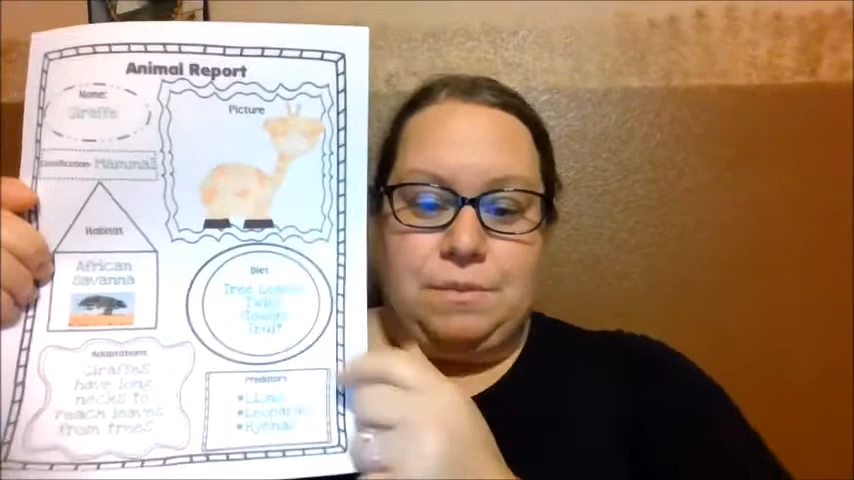 Animal Report
Name:
Giraffe
Picture
Classification: Mammal
Habitat
African
Savanna
Diet
Tree Leaves
Twigs
Flowers
Fruit
Adaptations
Giraffes
have long
necks to
reach leaves
from trees
Predators
•Lions
•Leopards
•Hyenas